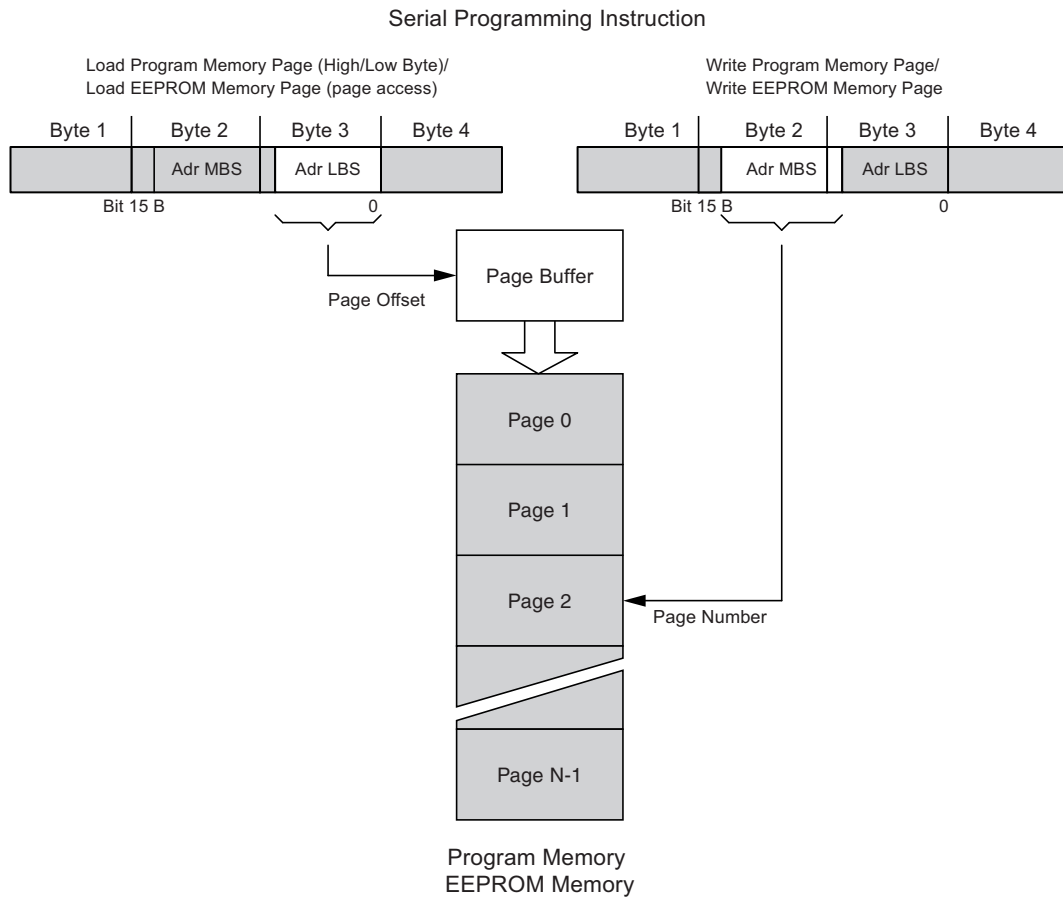 Serial Programming Instruction
Load Program Memory Page (High/Low Byte)/
Load EEPROM Memory Page (page access)
Write Program Memory Page/
Write EEPROM Memory Page
Byte 1 Byte 2 Byte 3 Byte 4
Byte 1 Byte 2 Byte 3 Byte 4
Adr MBS Adr LBS
Adr MBS Adr LBS
Bit 15 B 0
Bit 15 B 0
Page Buffer
Page Offset
Page 0
Page 1
Page 2
Page Number
Page N-1
Program Memory
EEPROM Memory